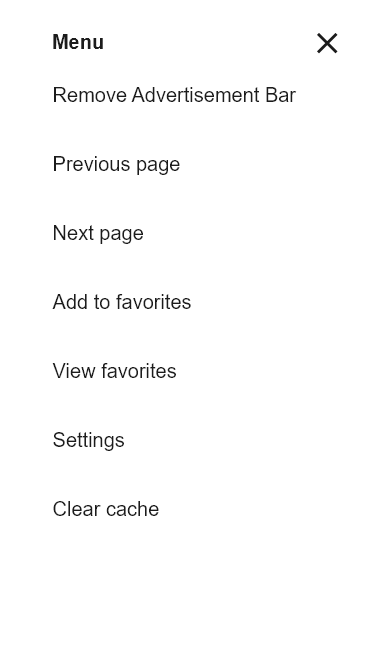 Menu
Remove Advertisement Bar
Previous page
Next page
Add to favorites
View favorites
Settings
Clear cache